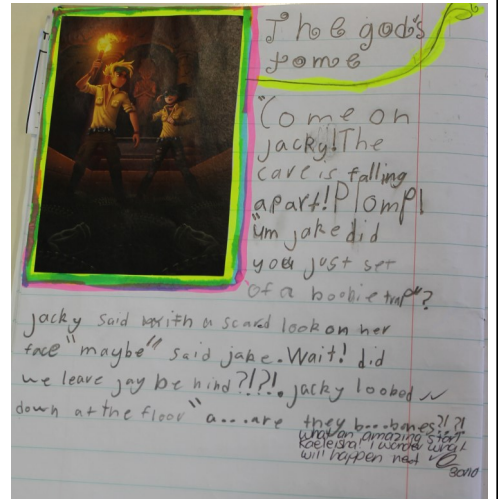 The god's
tome
"Come on
jacky! The
cave is falling
apart! Plomp!
"um jake did
you just set
of a boobie trap"?
jacky said with a scared look on her
face "maybe" said jake. Wait! did
we leave jay be hind?!?!. jacky looked
down at the floor "a...are they b...bones?!?!
what an amazing start
Kaeleisha! I wonder what
will happen next